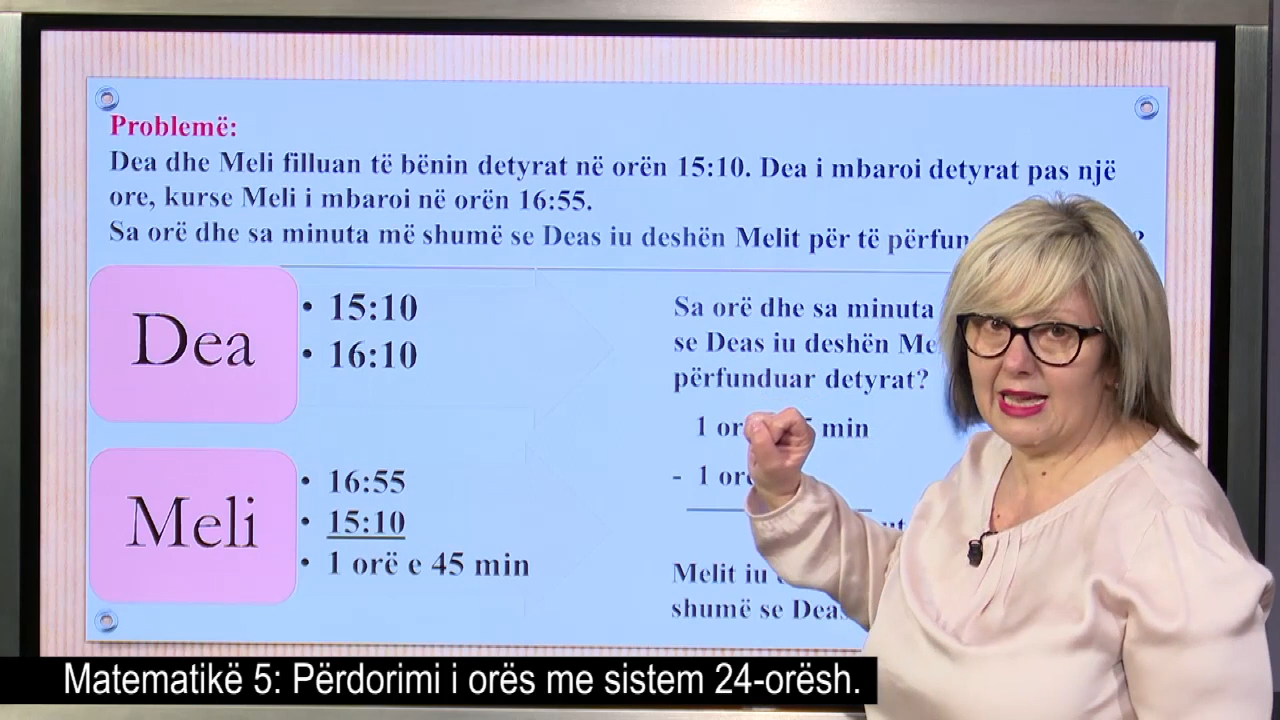 Problemë:
Dea dhe Meli filluan të bënin detyrat në orën 15:10. Dea i mbaroi detyrat pas një
ore, kurse Meli i mbaroi në orën 16:55.
Sa orë dhe sa minuta më shumë se Deas iu deshën Melit për të ?
Dea
• 15:10
• 16:10
Meli
• 16:55
• 15:10
• 1 orë e 45 min
Sa orë dhe sa minuta
se Deas iu deshën
përfunduar detyrat?
1 min
- 1
Melit iu
shumë se Deas
Matematikë 5: Përdorimi i orës me sistem 24-orësh.